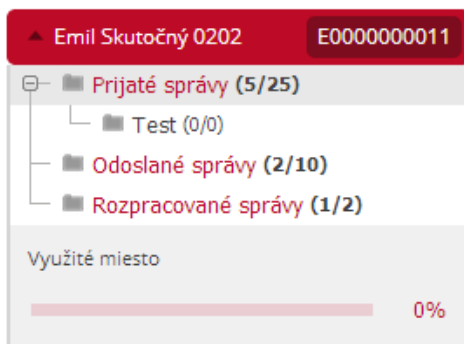 Emil Skutočný 0202 E0000000011
Prijaté správy (5/25)
Test (0/0)
Odoslané správy (2/10)
Rozpracované správy (1/2)
Využité miesto
0%